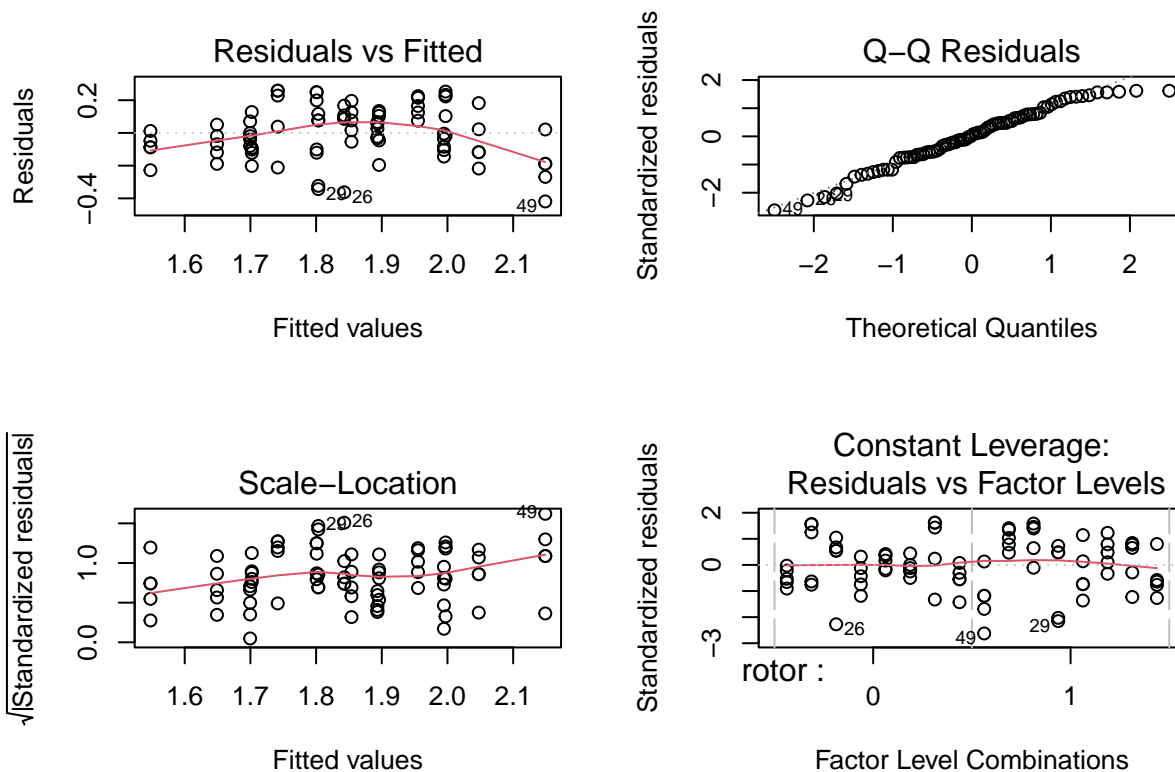 Residuals vs Fitted
Residuals
0.2
−0.4
29
26
49
1.6 1.7 1.8 1.9 2.0 2.1
Fitted values
Q−Q Residuals
Standardized residuals
2
0
−2
49
29
−2 −1 0 1 2
Theoretical Quantiles
Scale−Location
√|Standardized residuals|
1.0
0.0
29
26
49
1.6 1.7 1.8 1.9 2.0 2.1
Fitted values
Constant Leverage:
Residuals vs Factor Levels
Standardized residuals
2
0
−3
26
49
29
rotor :
0 1
Factor Level Combinations